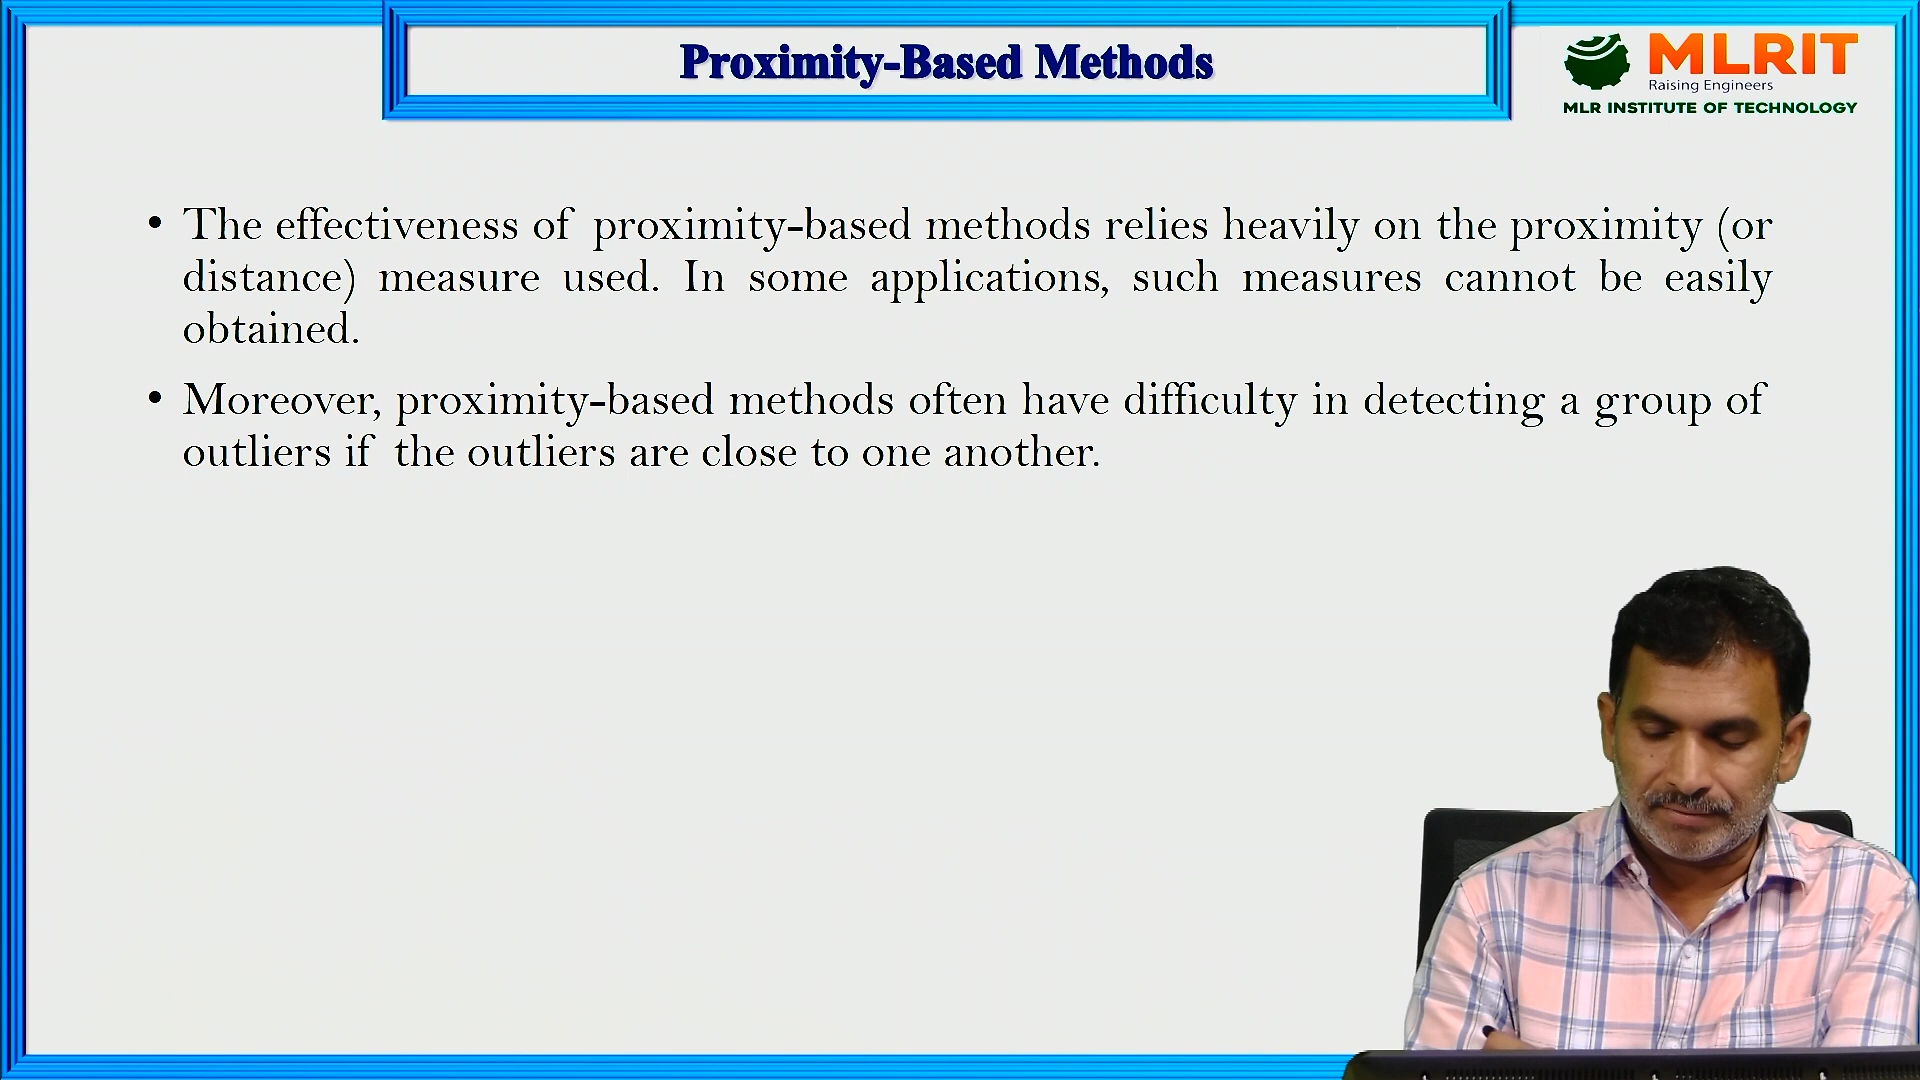 Proximity-Based Methods
MLRIT
Raising Engineers
MLR INSTITUTE OF TECHNOLOGY
• The effectiveness of proximity-based methods relies heavily on the proximity (or
distance) measure used. In some applications, such measures cannot be easily
obtained.
• Moreover, proximity-based methods often have difficulty in detecting a group of
outliers if the outliers are close to one another.